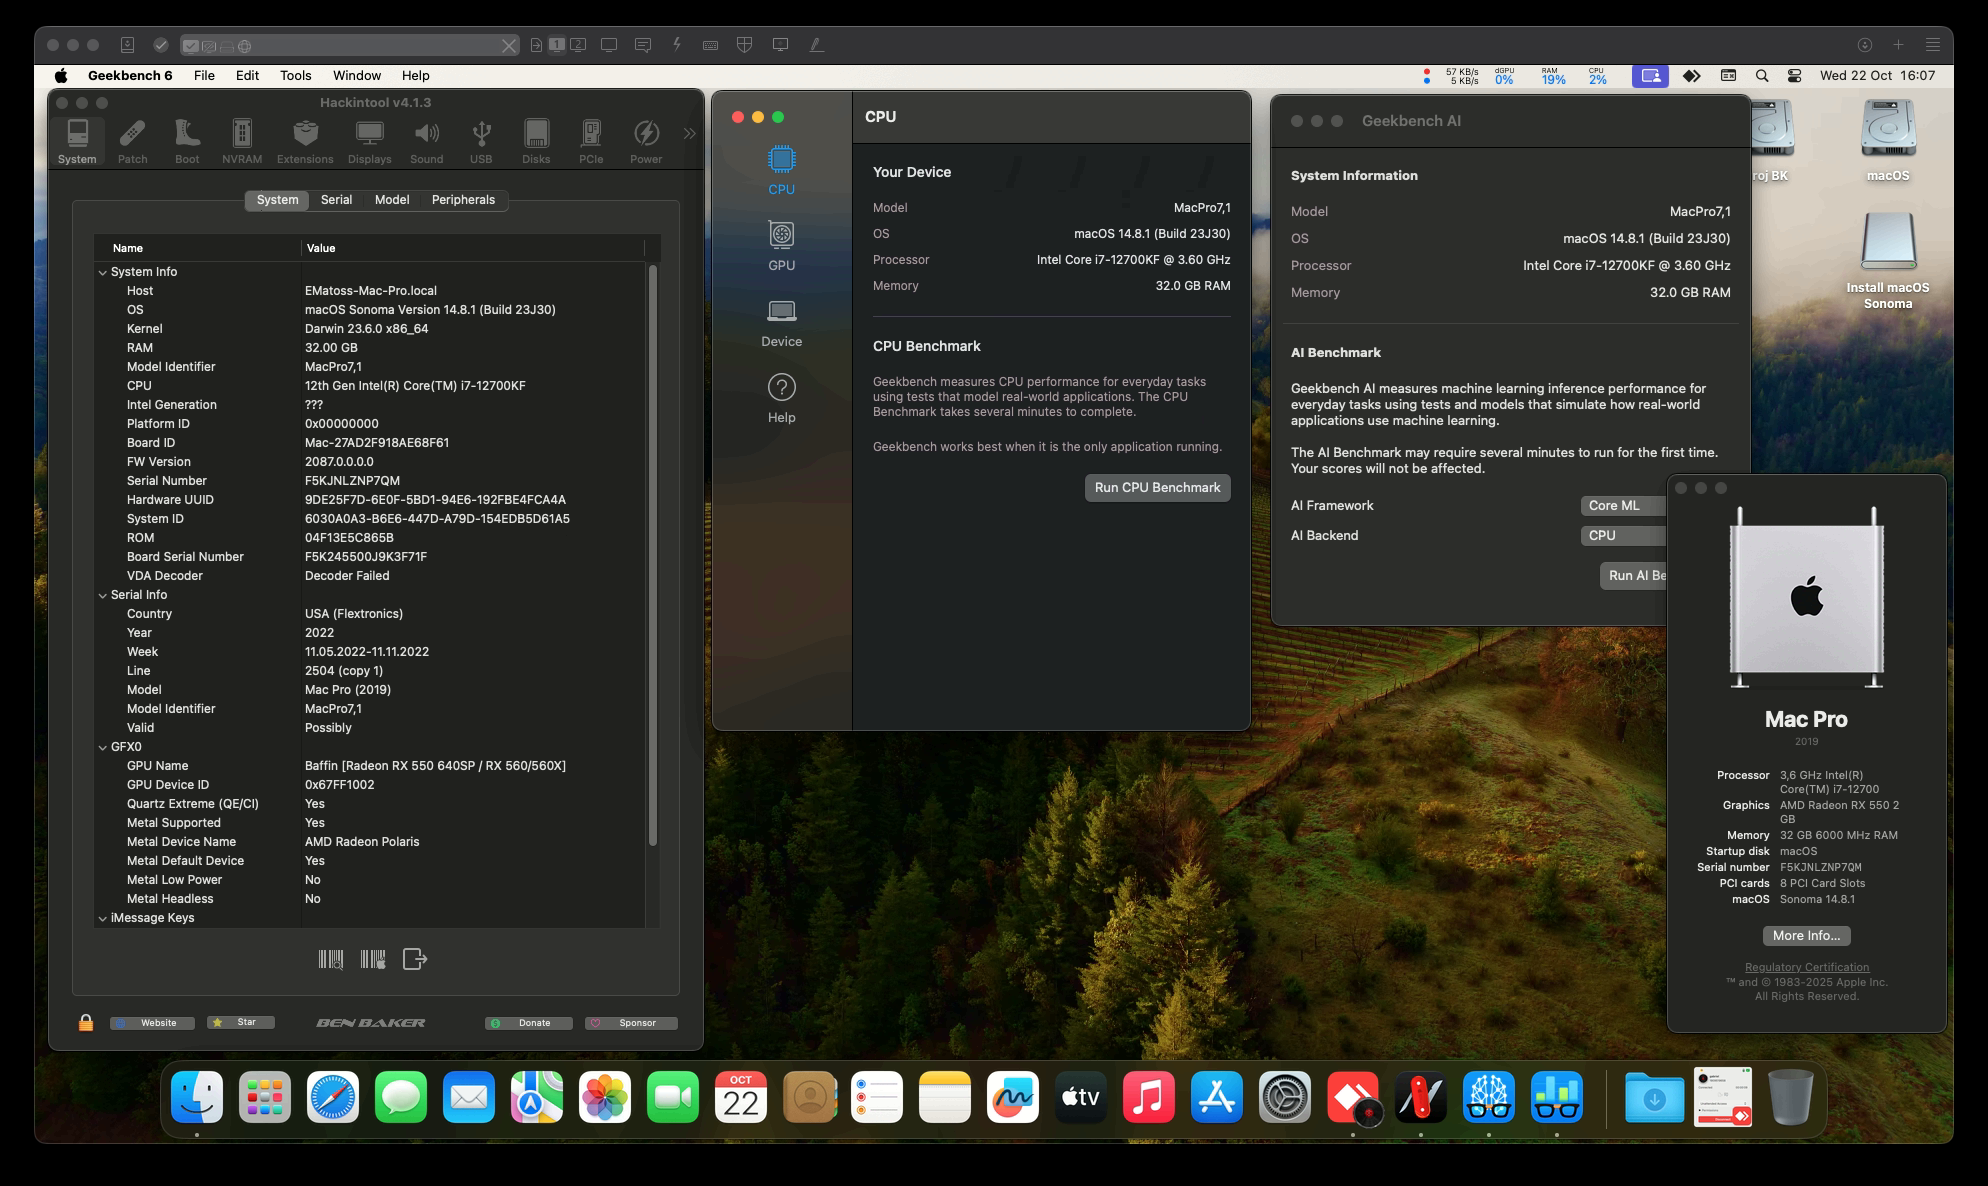 1 2
Geekbench 6 File Edit Tools Window Help
57 KB/s
5 KB/s
dGPU
0%
RAM
19%
CPU
2%
Wed 22 Oct 16:07
Hackintool v4.1.3
System Patch Boot NVRAM Extensions Displays Sound USB Disks PCIe Power
System Serial Model Peripherals
Name Value
System Info
Host EMatoss-Mac-Pro.local
OS macOS Sonoma Version 14.8.1 (Build 23J30)
Kernel Darwin 23.6.0 x86_64
RAM 32.00 GB
Model Identifier MacPro7,1
CPU 12th Gen Intel(R) Core(TM) i7-12700KF
Intel Generation ???
Platform ID 0x00000000
Board ID Mac-27AD2F918AE68F61
FW Version 2087.0.0.0.0
Serial Number F5KJNLZNP7QM
Hardware UUID 9DE25F7D-6E0F-5BD1-94E6-192FBE4FCA4A
System ID 6030A0A3-B6E6-447D-A79D-154EDB5D61A5
ROM 04F13E5C865B
Board Serial Number F5K245500J9K3F71F
VDA Decoder Decoder Failed
Serial Info
Country USA (Flextronics)
Year 2022
Week 11.05.2022-11.11.2022
Line 2504 (copy 1)
Model Mac Pro (2019)
Model Identifier MacPro7,1
Valid Possibly
GFX0
GPU Name Baffin [Radeon RX 550 640SP / RX 560/560X]
GPU Device ID 0x67FF1002
Quartz Extreme (QE/CI) Yes
Metal Supported Yes
Metal Device Name AMD Radeon Polaris
Metal Default Device Yes
Metal Low Power No
Metal Headless No
iMessage Keys
Website Star BEN BAKER Donate Sponsor
CPU
CPU
GPU
Device
Help
Your Device
Model MacPro7,1
OS macOS 14.8.1 (Build 23J30)
Processor Intel Core i7-12700KF @ 3.60 GHz
Memory 32.0 GB RAM
CPU Benchmark
Geekbench measures CPU performance for everyday tasks
using tests that model real-world applications. The CPU
Benchmark takes several minutes to complete.
Geekbench works best when it is the only application running.
Run CPU Benchmark
Geekbench AI
System Information
Model MacPro7,1
OS macOS 14.8.1 (Build 23J30)
Processor Intel Core i7-12700KF @ 3.60 GHz
Memory 32.0 GB RAM
AI Benchmark
Geekbench AI measures machine learning inference performance for
everyday tasks using tests and models that simulate how real-world
applications use machine learning.
The AI Benchmark may require several minutes to run for the first time.
Your scores will not be affected.
AI Framework Core ML
AI Backend CPU
Run AI Be
roj BK
macOS
Install macOS
Sonoma
Mac Pro
2019
Processor 3,6 GHz Intel(R)
Core(TM) i7-12700
Graphics AMD Radeon RX 550 2
GB
Memory 32 GB 6000 MHz RAM
Startup disk macOS
Serial number F5KJNLZNP7QM
PCI cards 8 PCI Card Slots
macOS Sonoma 14.8.1
More Info...
Regulatory Certification
™ and © 1983-2025 Apple Inc.
All Rights Reserved.
OCT
22
tv